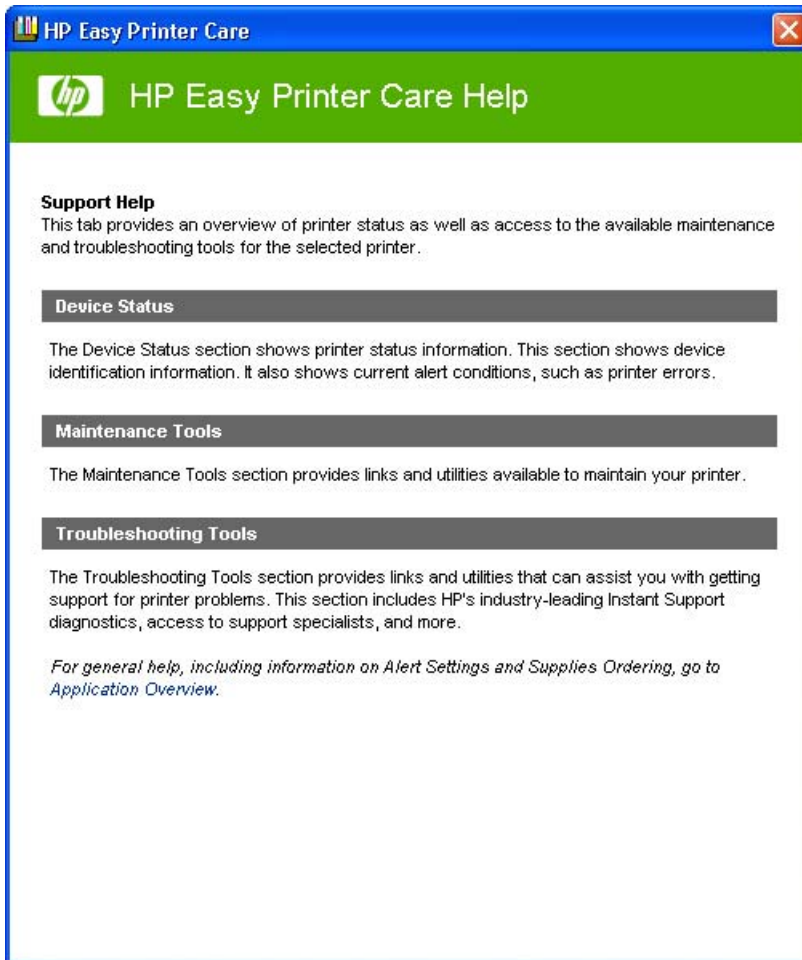 HP Easy Printer Care
hp
HP Easy Printer Care Help
Support Help
This tab provides an overview of printer status as well as access to the available maintenance
and troubleshooting tools for the selected printer.
Device Status
The Device Status section shows printer status information. This section shows device
identification information. It also shows current alert conditions, such as printer errors.
Maintenance Tools
The Maintenance Tools section provides links and utilities available to maintain your printer.
Troubleshooting Tools
The Troubleshooting Tools section provides links and utilities that can assist you with getting
support for printer problems. This section includes HP's industry-leading Instant Support
diagnostics, access to support specialists, and more.
For general help, including information on Alert Settings and Supplies Ordering, go to
Application Overview.